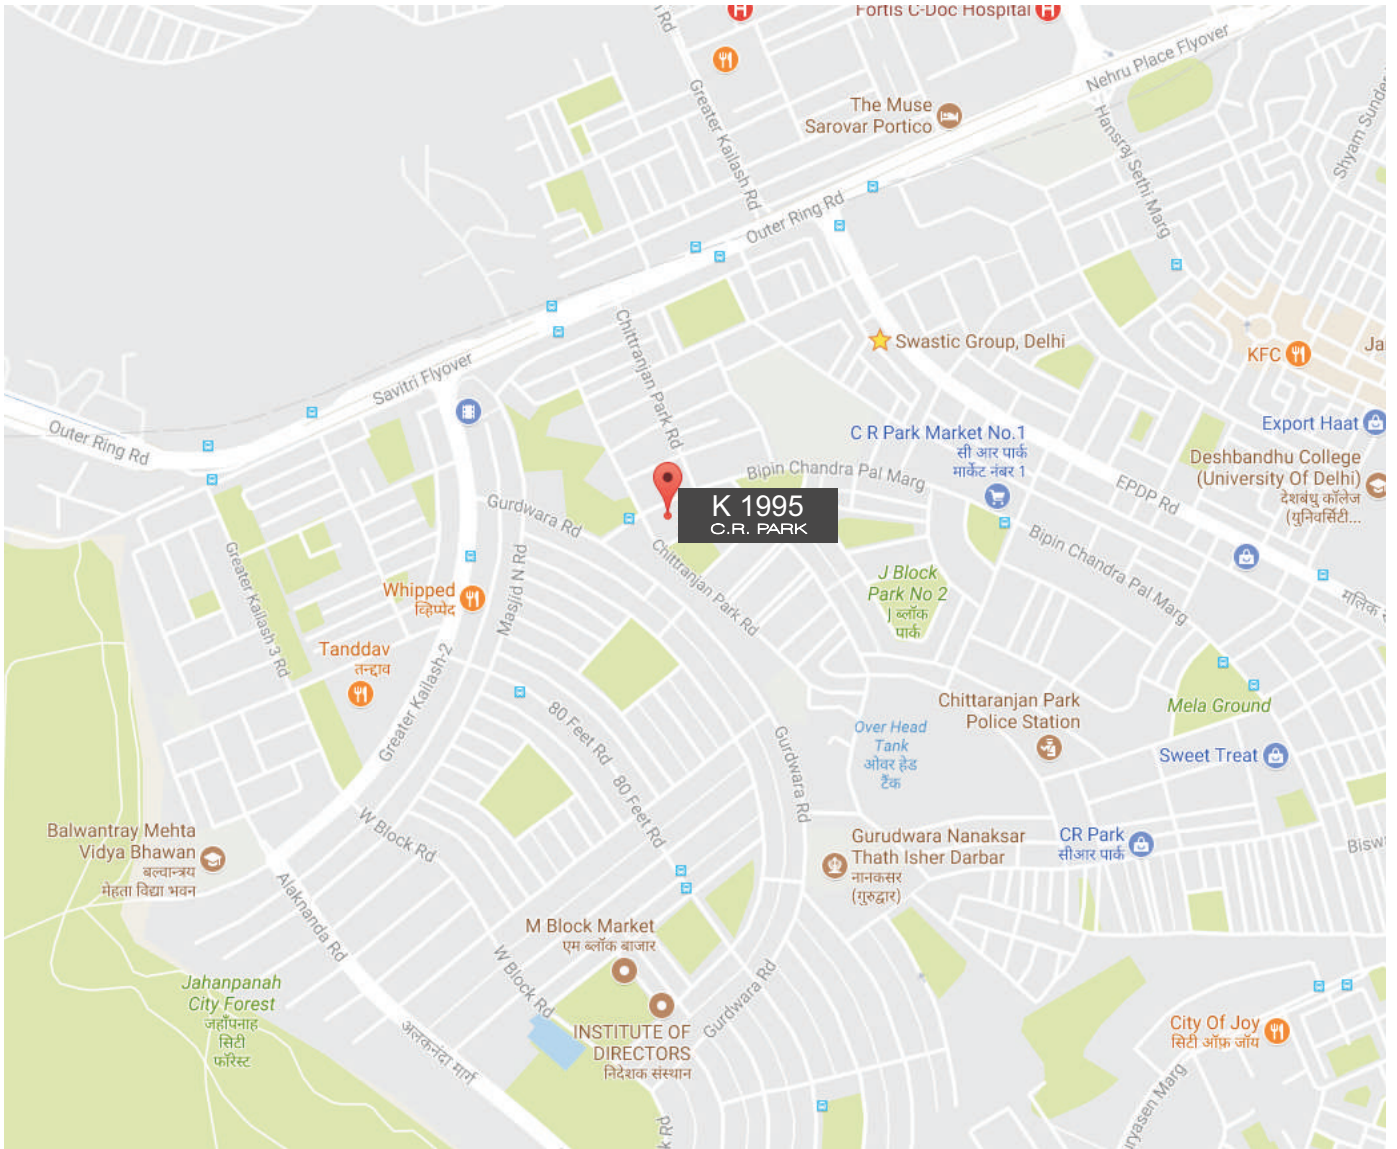 Fortis C-Doc Hospital
Nehru Place Flyover
The Muse
Sarovar Portico
Greater Kailash Rd
Hansraj Sethi Marg
Outer Ring Rd
Chittranjan Park Rd
Swastic Group, Delhi
KFC
Savitri Flyover
Outer Ring Rd
Export Haat
C R Park Market No.1
सी आर पार्क
मार्केट नंबर 1
Deshbandhu College
(University Of Delhi)
देशबंधु कॉलेज
(युनिवर्सिटी...
Bipin Chandra Pal Marg
EPDP Rd
K 1995
C.R. PARK
Gurdwara Rd
Masjid N Rd
Chittranjan Park Rd
Bipin Chandra Pal Marg
Greater Kailash 3 Rd
Whipped
व्हिप्पेद
J Block
Park No 2
J ब्लॉक
पार्क
मलिक
Tanddav
तन्द्दाव
Greater Kailash-2
Chittaranjan Park
Police Station
Mela Ground
80 Feet Rd
80 Feet Rd
Gurdwara Rd
Over Head
Tank
ओवर हेड
टैंक
Sweet Treat
W Block Rd
Balwantray Mehta
Vidya Bhawan
बल्वान्त्रय
मेहता विद्या भवन
Gurudwara Nanaksar
Thath Isher Darbar
नानकसर
(गुरुद्वार)
CR Park
सीआर पार्क
Alaknanda Rd
M Block Market
एम ब्लॉक बाजार
W Block Rd
Gurdwara Rd
Jahanpanah
City Forest
जहाँपनाह
सिटी
फॉरेस्ट
INSTITUTE OF
DIRECTORS
निदेशक संस्थान
City Of Joy
सिटी ऑफ़ जॉय
अलकनंदा मार्ग